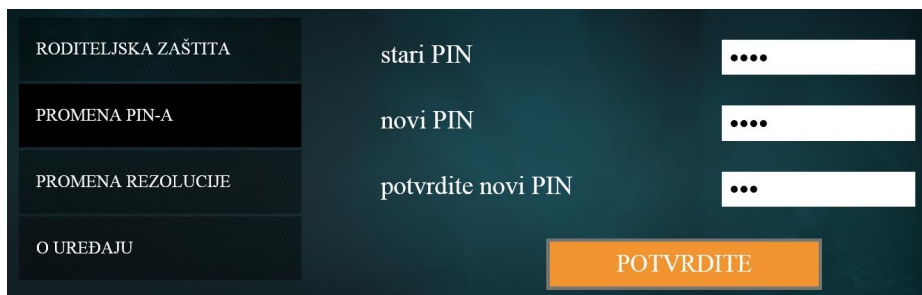 RODITELJSKA ZAŠTITA
PROMENA PIN-A
PROMENA REZOLUCIJE
O UREĐAJU
stari PIN ••••
novi PIN ••••
potvrdite novi PIN •••
POTVRDITE